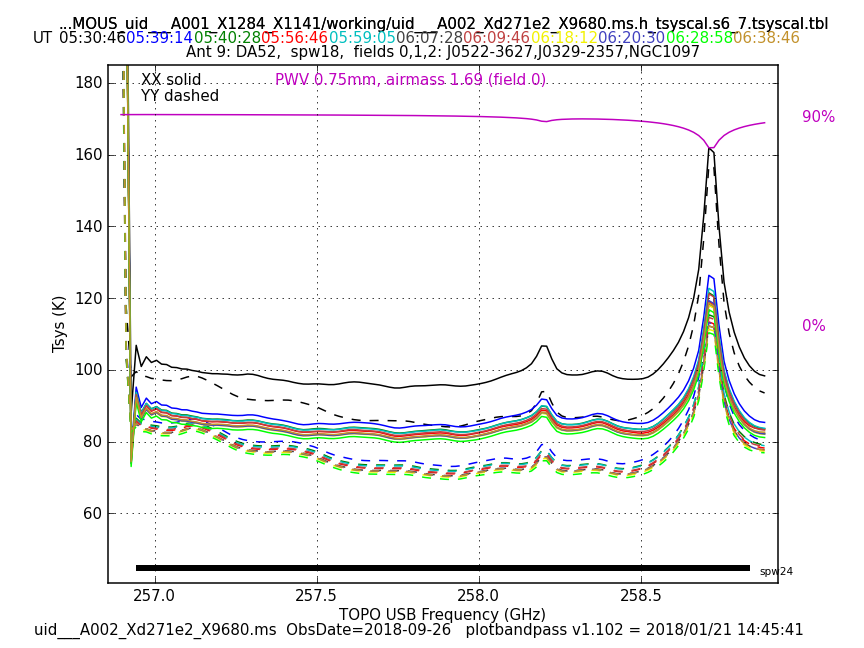 ...MOUS_uid___A001_X1284_X1141/working/uid___A002_Xd271e2_X9680.ms.h_tsyscal.s6_7.tsyscal.tbl
UT 05:30:46 05:39:14 05:40:28 05:56:46 05:59:05 06:07:28 06:09:46 06:18:12 06:20:30 06:28:58 06:38:46
Ant 9: DA52, spw18, fields 0,1,2: J0522-3627,J0329-2357,NGC1097
XX solid
YY dashed
PWV 0.75mm, airmass 1.69 (field 0)
180
160
140
120
100
80
60
Tsys (K)
90%
0%
spw24
257.0 257.5 258.0 258.5
TOPO USB Frequency (GHz)
uid___A002_Xd271e2_X9680.ms ObsDate=2018-09-26 plotbandpass v1.102 = 2018/01/21 14:45:41